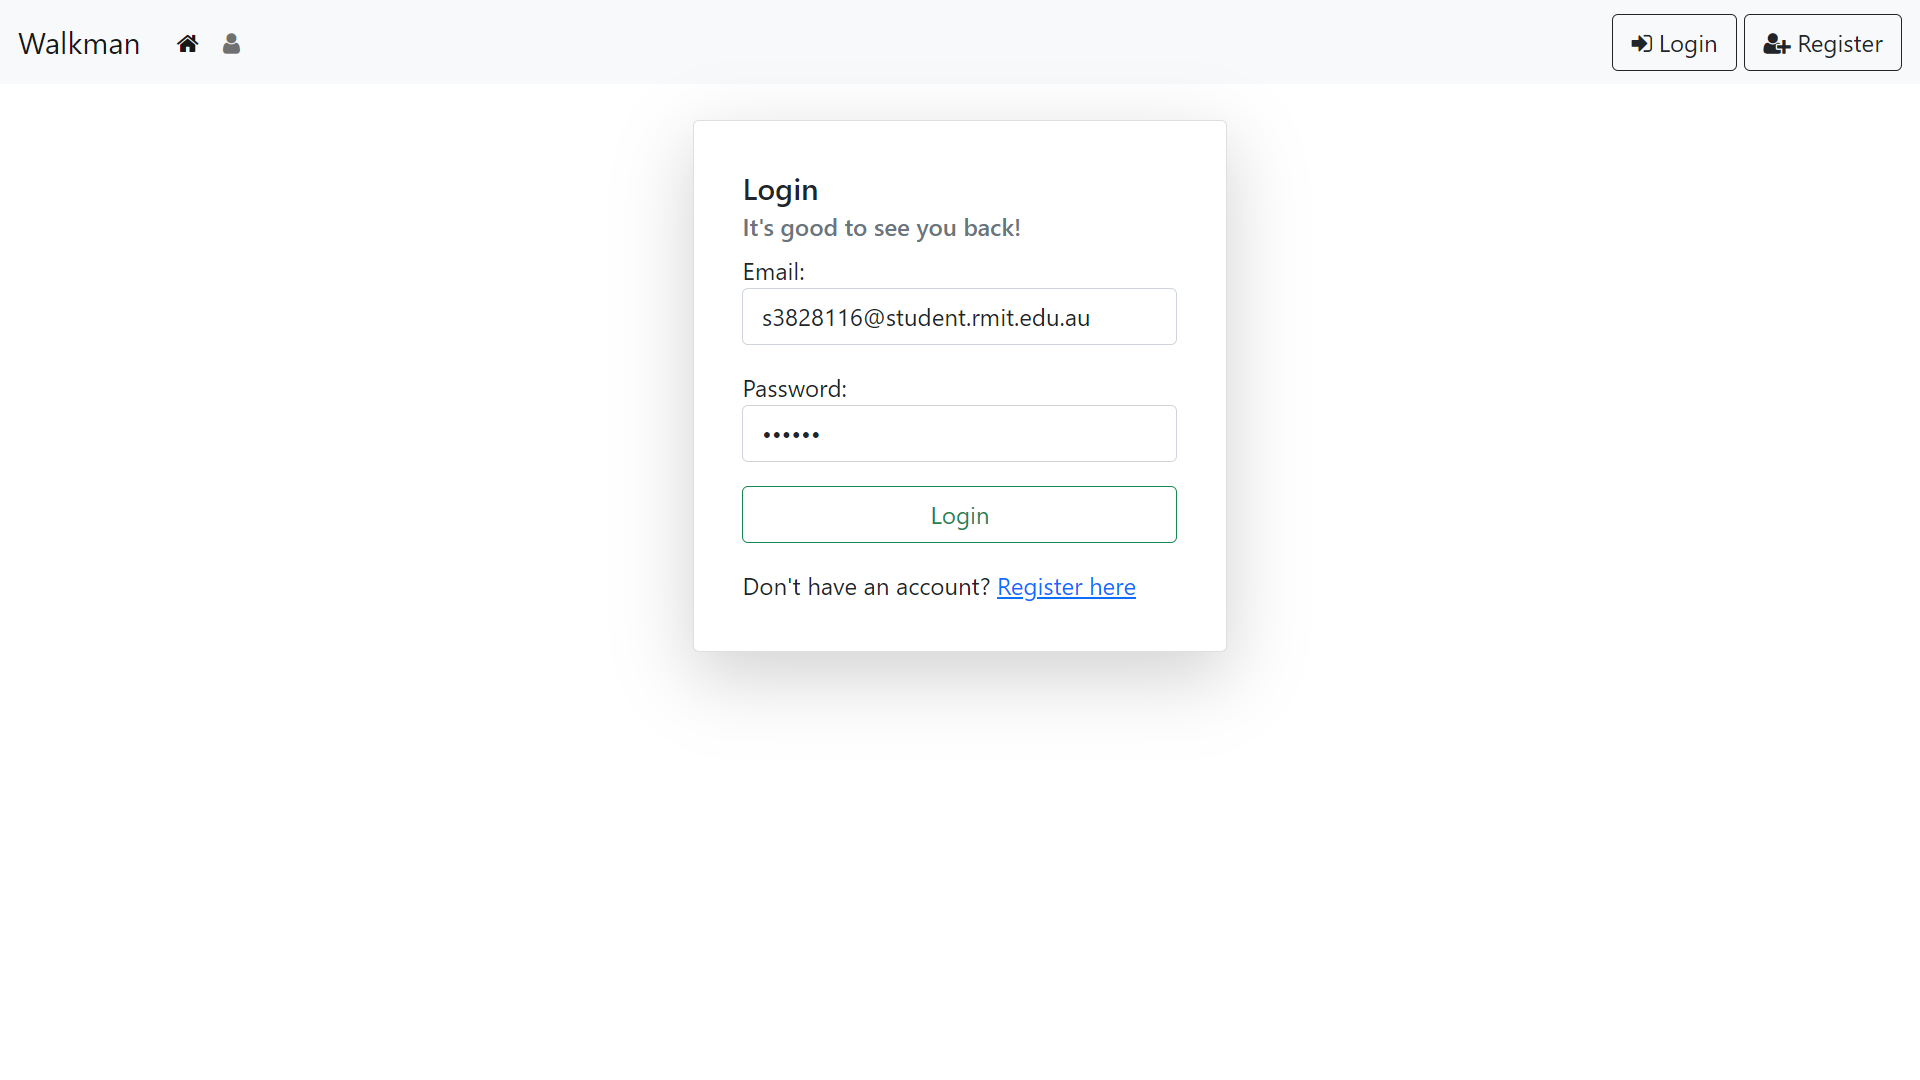 Walkman
Login
Register
Login
It's good to see you back!
Email:
s3828116@student.rmit.edu.au
Password:
••••••
Login
Don't have an account? Register here